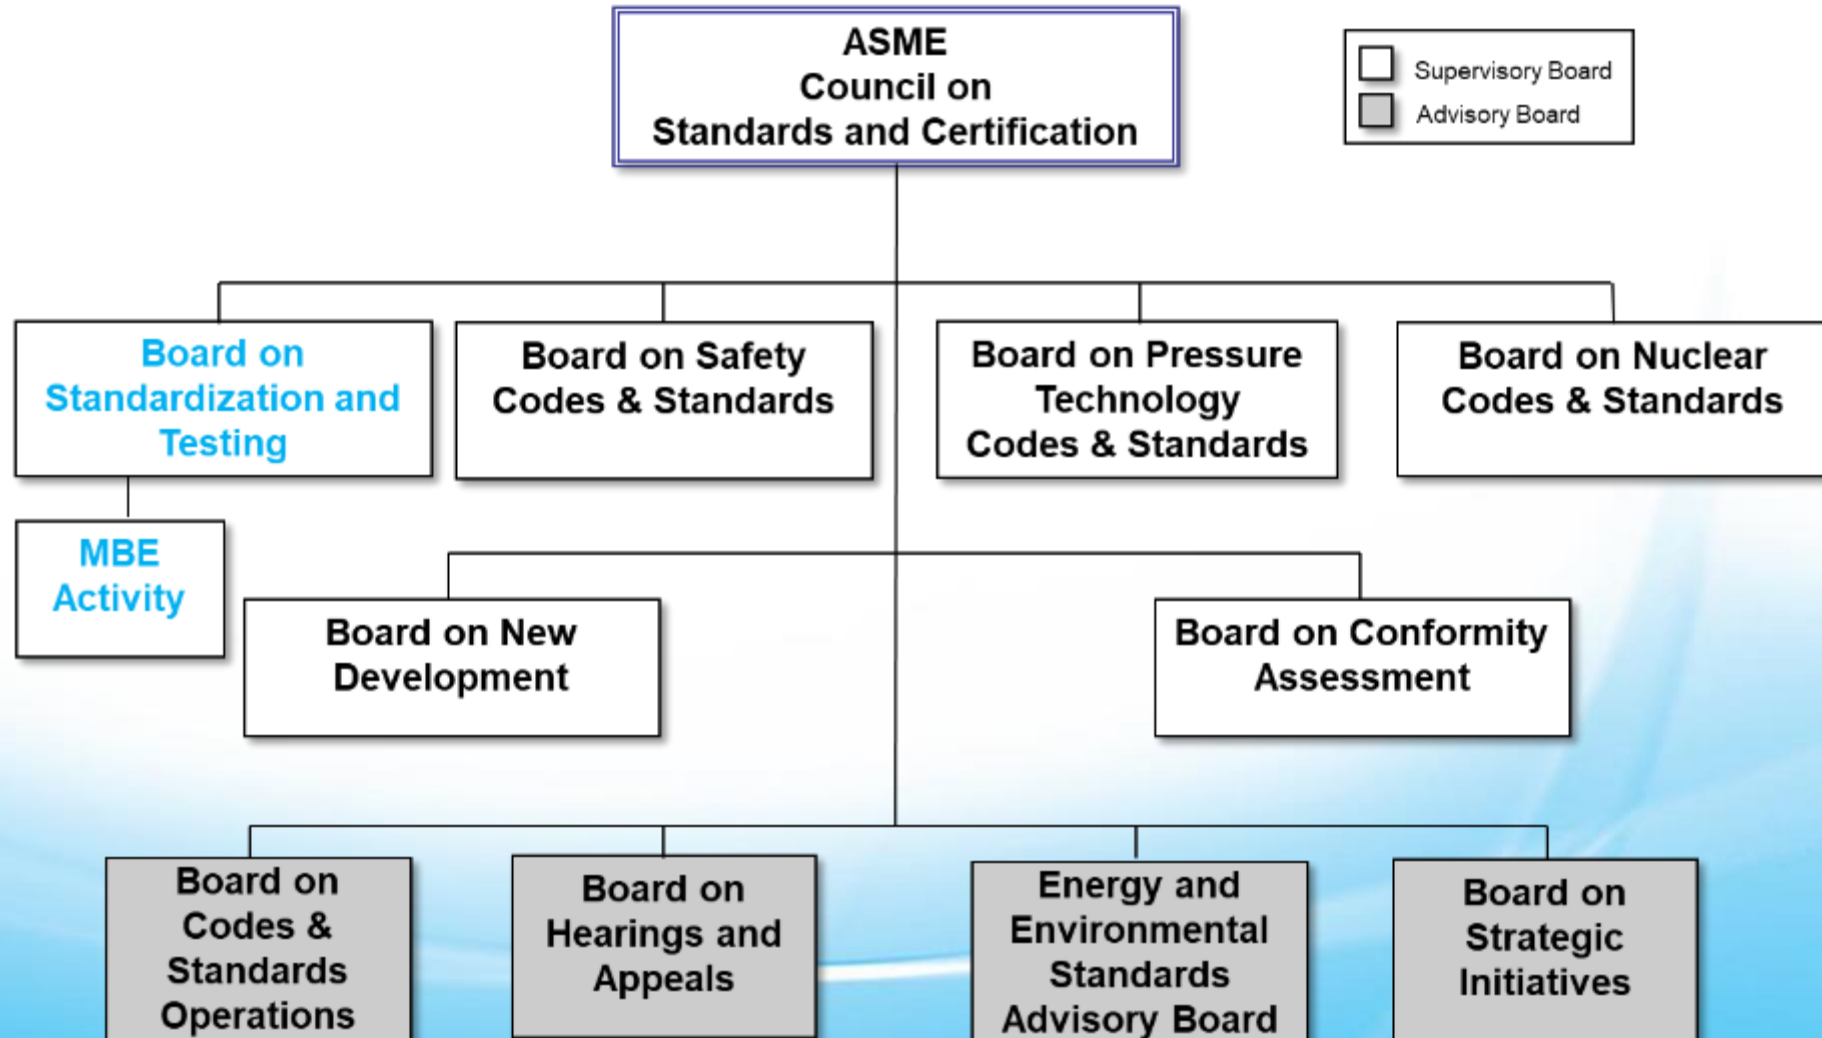 ASME
Council on
Standards and Certification
Supervisory Board
Advisory Board
Board on
Standardization and
Testing
Board on Safety
Codes & Standards
Board on Pressure
Technology
Codes & Standards
Board on Nuclear
Codes & Standards
MBE
Activity
Board on New
Development
Board on Conformity
Assessment
Board on
Codes &
Standards
Operations
Board on
Hearings and
Appeals
Energy and
Environmental
Standards
Advisory Board
Board on
Strategic
Initiatives